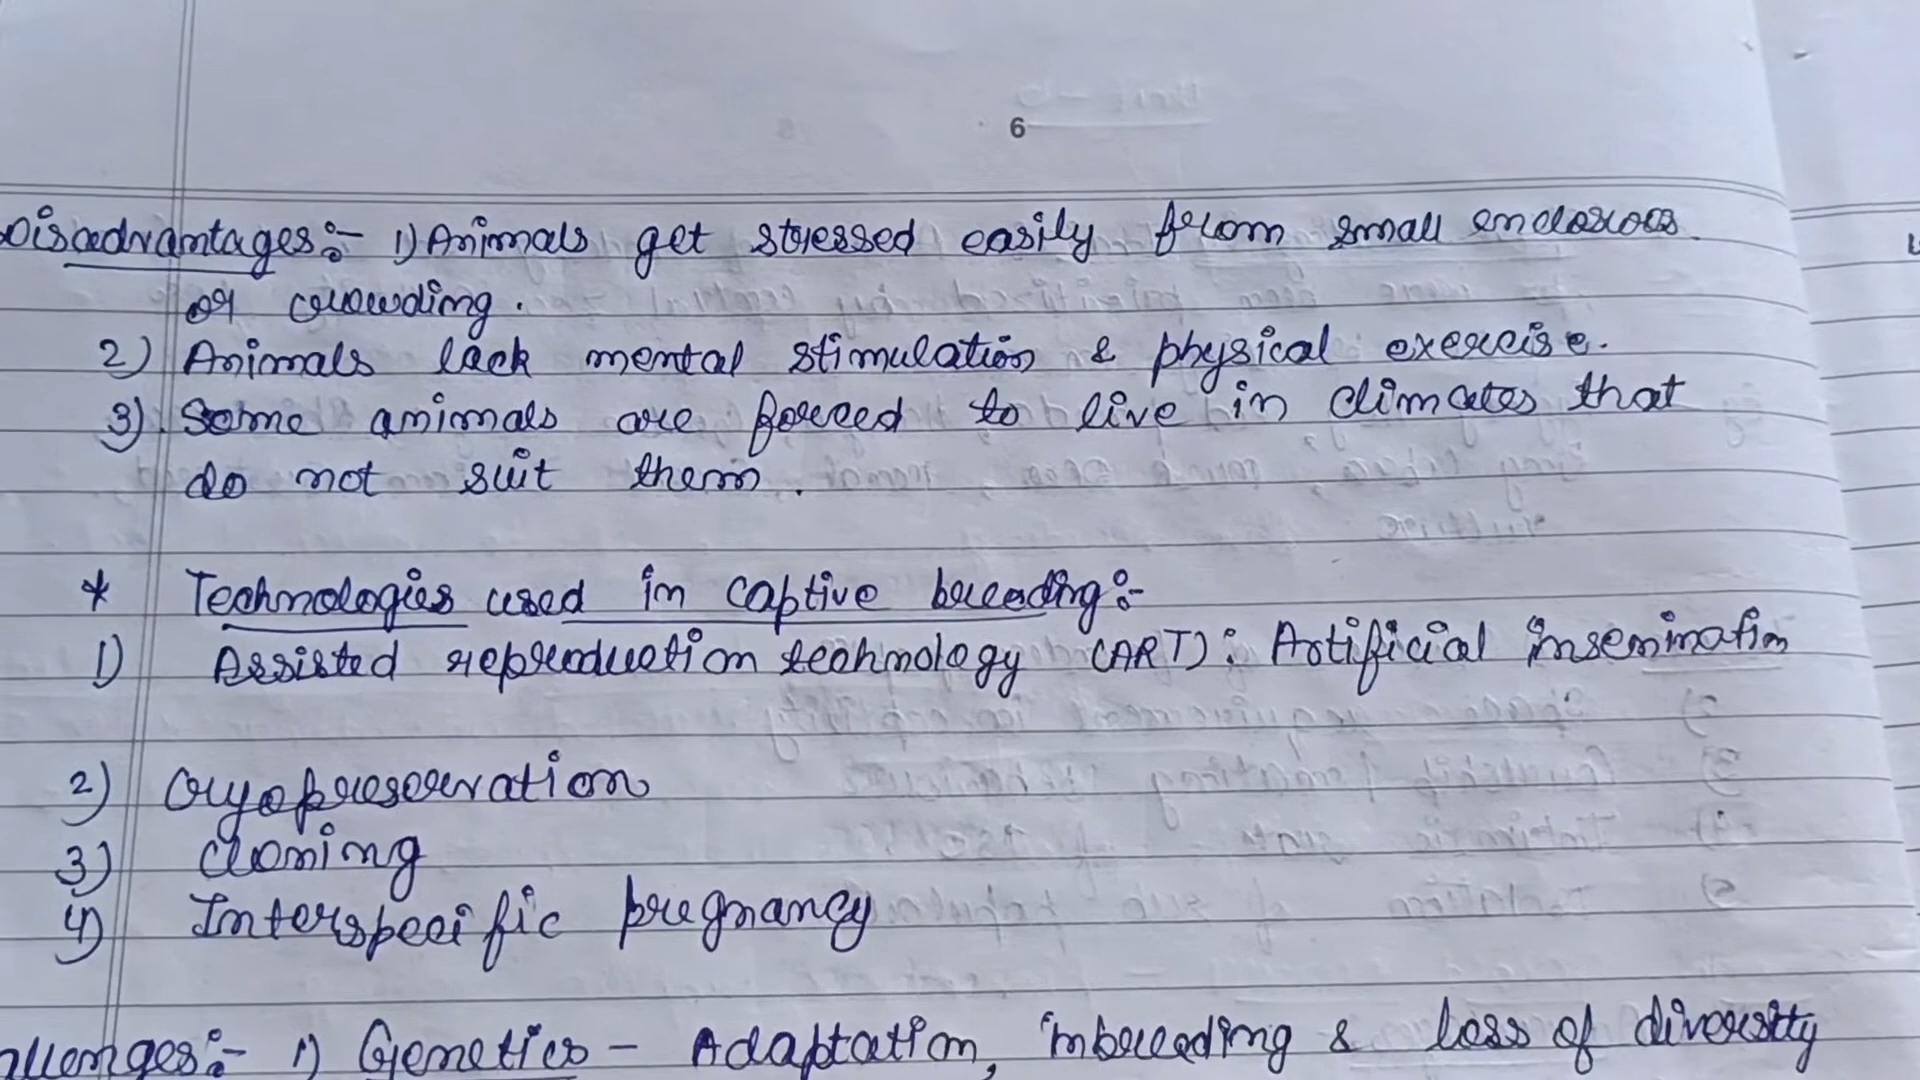 6
Disadvantages:- 1) Animals get stressed easily from small
or crowding.
2) Animals lack mental stimulation & physical exercise.
3) Some animals are forced to live in climates that
do not suit them.
* Technologies used in captive breeding:-
1) Assisted reproduction technology (ART): Artificial insemination
2) Cryopreservation
3) cloning
4) Interspecific pregnancy
allenges:- 1) Genetics - Adaptation, inbreeding & loss of diversity